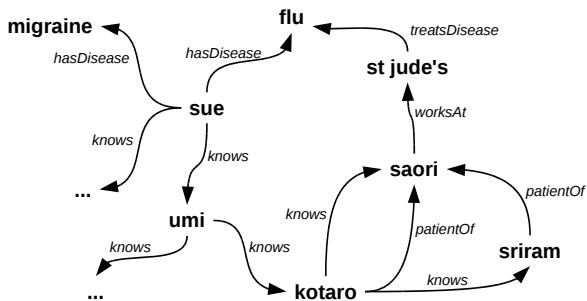 migraine
flu
hasDisease
hasDisease
treatsDisease
st jude's
sue
knows
knows
worksAt
...
saori
umi
knows
patientOf
knows
knows
patientOf
sriram
...
kotaro
knows